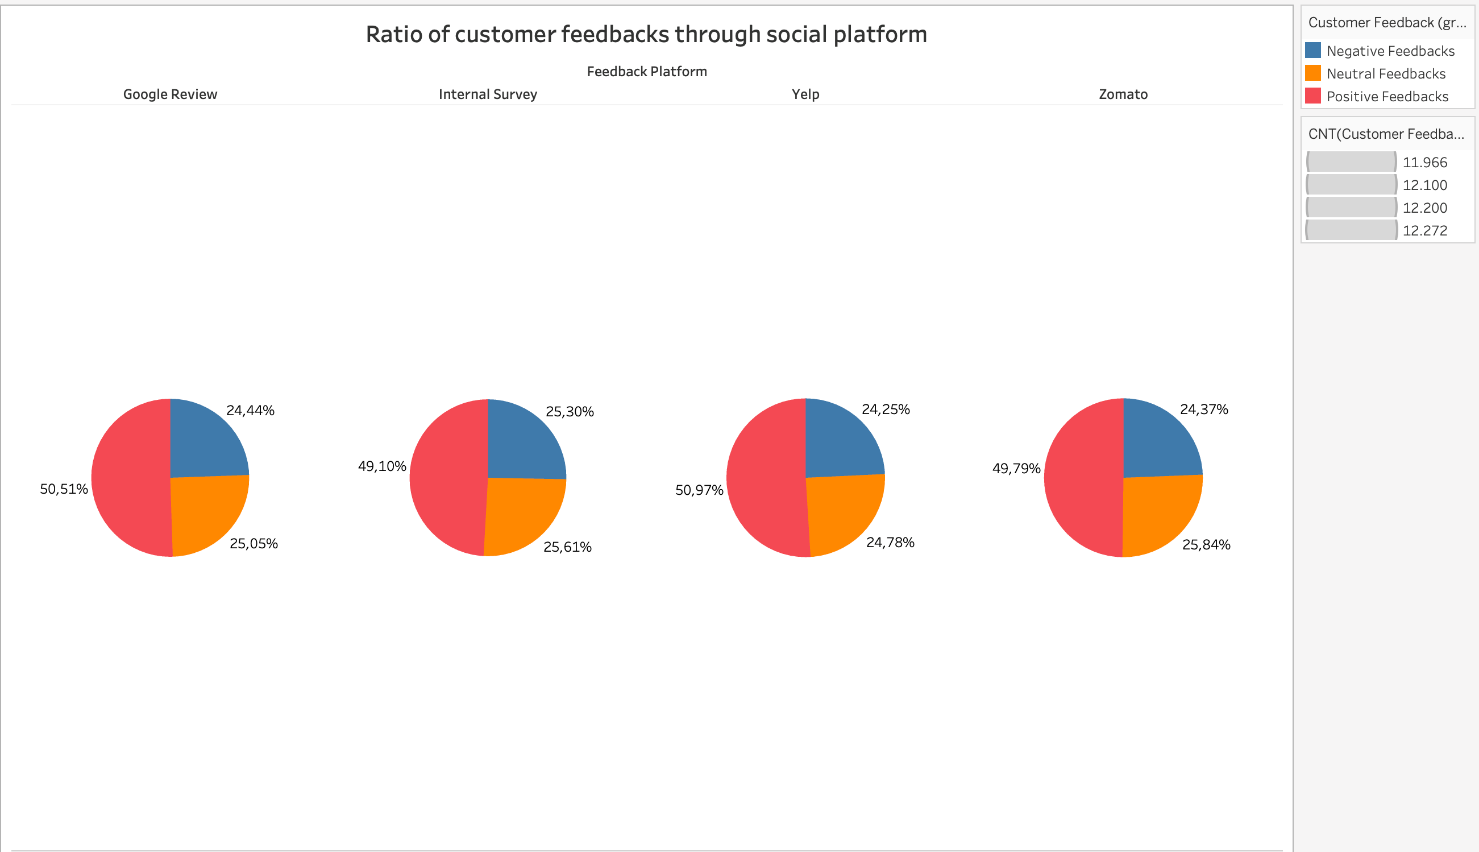 Ratio of customer feedbacks through social platform
Feedback Platform
Google Review
Internal Survey
Yelp
Zomato
24,44%
50,51%
25,05%
25,30%
49,10%
25,61%
24,25%
50,97%
24,78%
24,37%
49,79%
25,84%
Customer Feedback (gr...
Negative Feedbacks
Neutral Feedbacks
Positive Feedbacks
CNT(Customer Feedba...
11.966
12.100
12.200
12.272